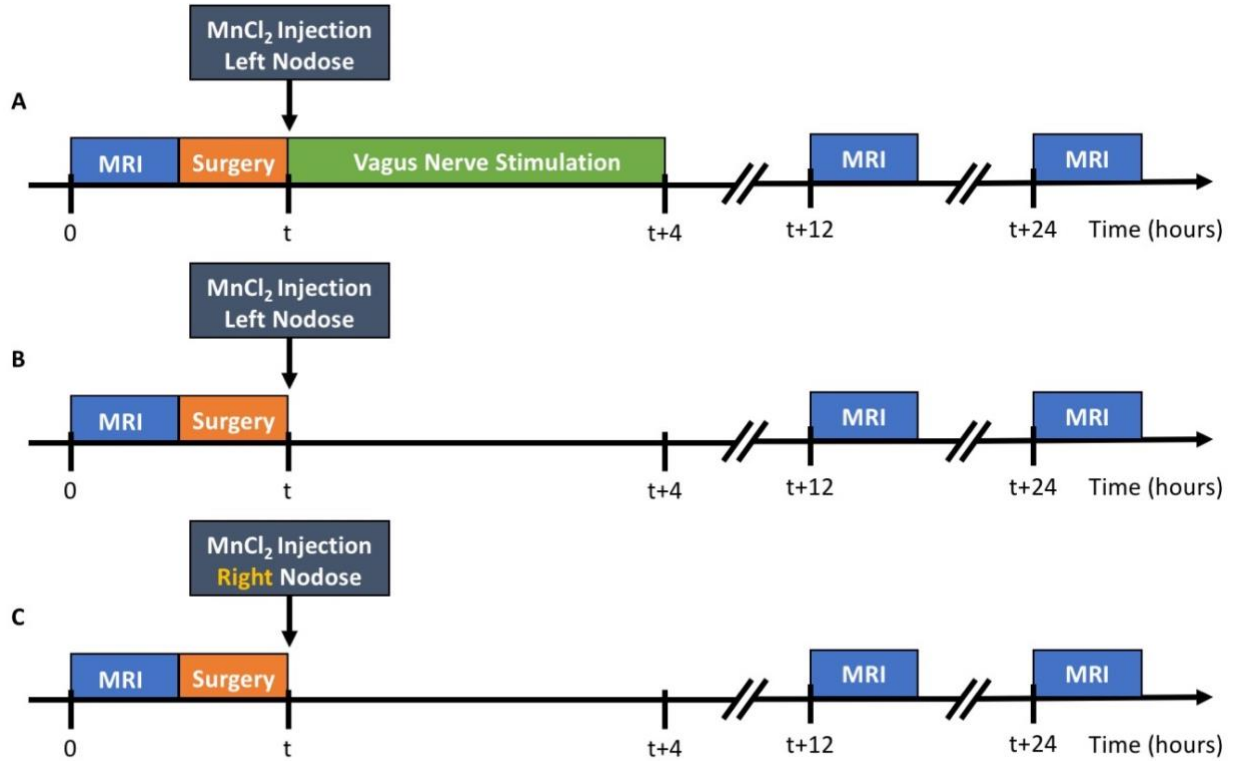 MnCl₂ Injection
Left Nodose
A
MRI Surgery Vagus Nerve Stimulation MRI MRI
0 t t+4 t+12 t+24 Time (hours)
MnCl₂ Injection
Left Nodose
B
MRI Surgery MRI MRI
0 t t+4 t+12 t+24 Time (hours)
MnCl₂ Injection
Right Nodose
C
MRI Surgery MRI MRI
0 t t+4 t+12 t+24 Time (hours)